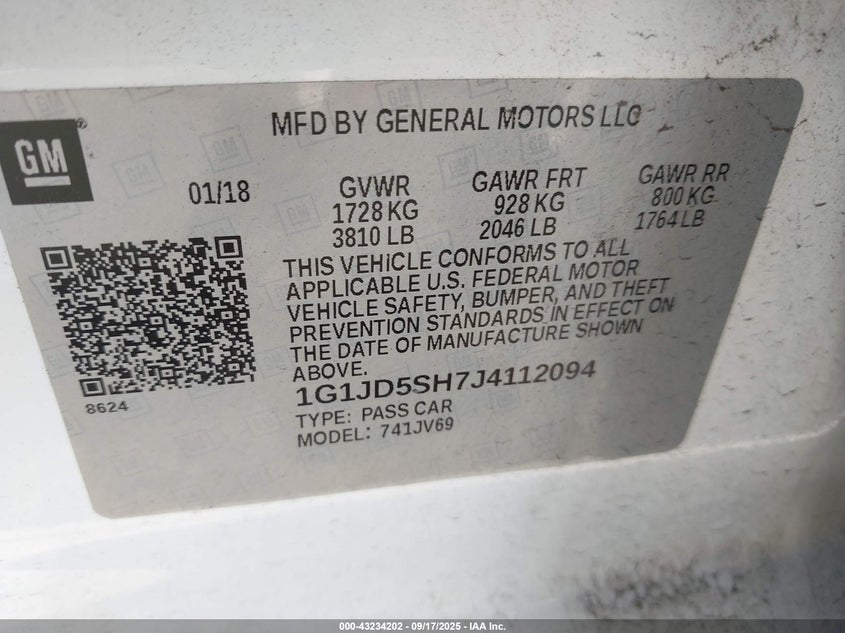 MFD BY GENERAL MOTORS LLC
GM
®
01/18
GVWR
1728 KG
3810 LB
GAWR FRT
928 KG
2046 LB
GAWR RR
800 KG
1764 LB
THIS VEHICLE CONFORMS TO ALL
APPLICABLE U.S. FEDERAL MOTOR
VEHICLE SAFETY, BUMPER, AND THEFT
PREVENTION STANDARDS IN EFFECT ON
THE DATE OF MANUFACTURE SHOWN
ABOVE.
8624
1G1JD5SH7J4112094
TYPE: PASS CAR
MODEL: 741JV69
000-43234202 - 09/17/2025 - IAA Inc.